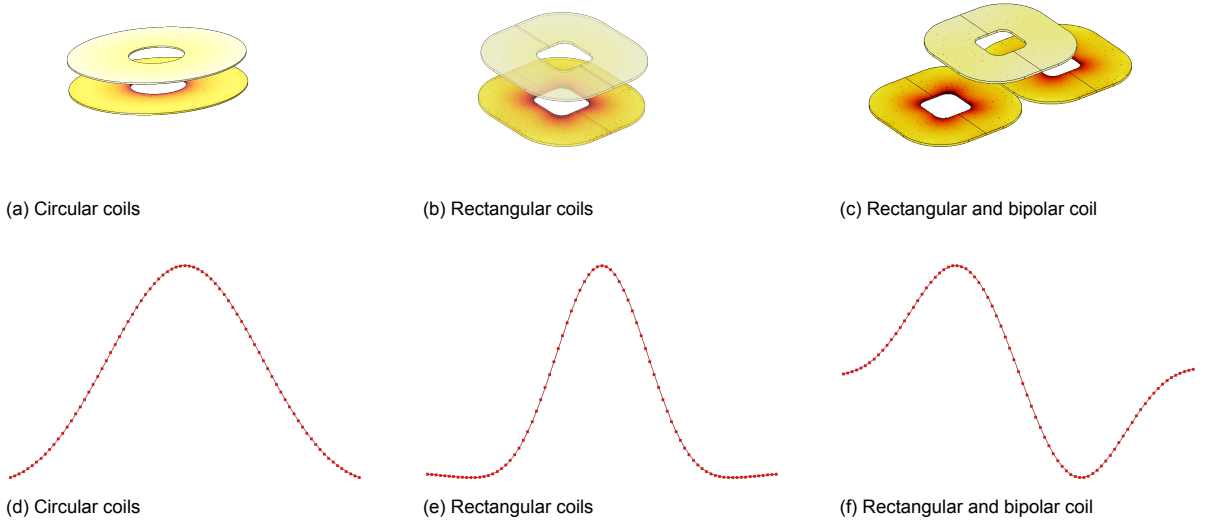 (a) Circular coils
(b) Rectangular coils
(c) Rectangular and bipolar coil
(d) Circular coils
(e) Rectangular coils
(f) Rectangular and bipolar coil